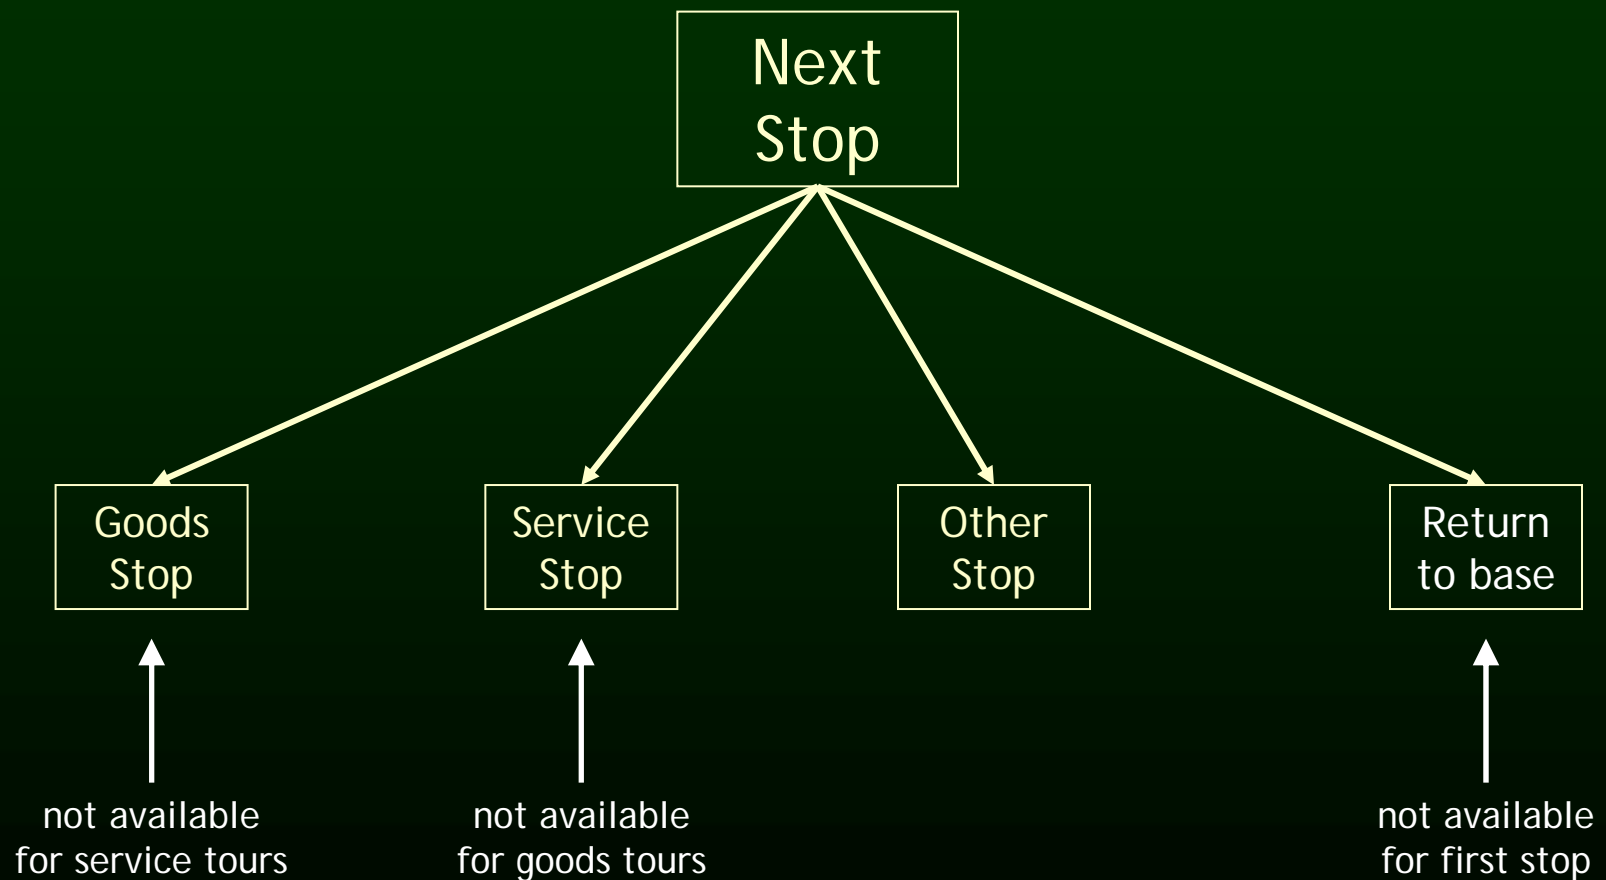 Next
Stop
Goods
Stop
Service
Stop
Other
Stop
Return
to base
not available
for service tours
not available
for goods tours
not available
for first stop